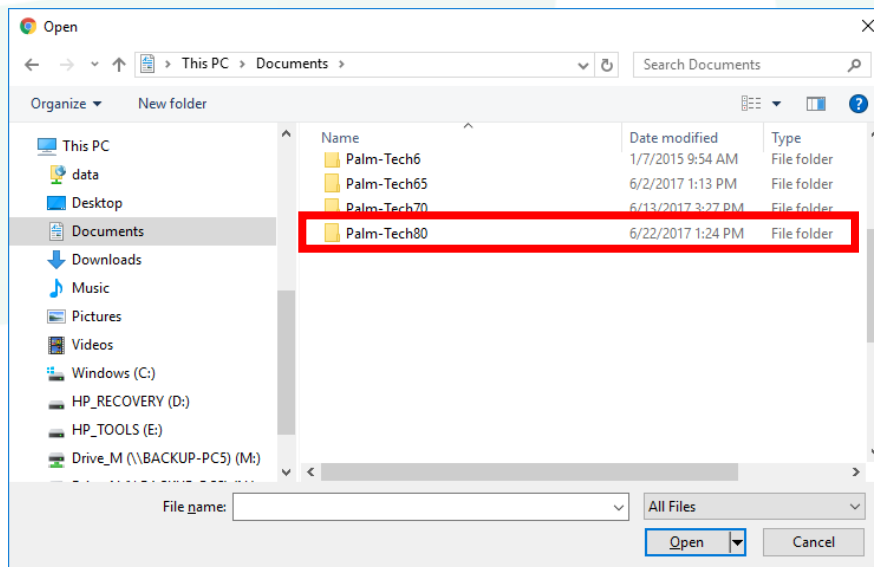 Open
This PC > Documents >
Search Documents
Organize
New folder
This PC
data
Desktop
Documents
Downloads
Music
Pictures
Videos
Windows (C:)
HP_RECOVERY (D:)
HP_TOOLS (E:)
Drive_M (\\BACKUP-PC5) (M:)
Name Date modified Type
Palm-Tech6 1/7/2015 9:54 AM File folder
Palm-Tech65 6/2/2017 1:13 PM File folder
Palm-Tech70 6/13/2017 3:27 PM File folder
Palm-Tech80 6/22/2017 1:24 PM File folder
File name:
All Files
Open
Cancel